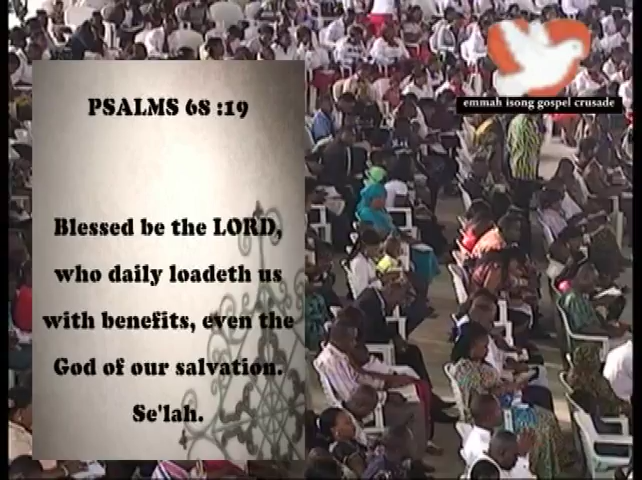 PSALMS 68 :19
Blessed be the LORD,
who daily loadeth us
with benefits, even the
God of our salvation.
Se'lah.
emmah isong gospel crusade